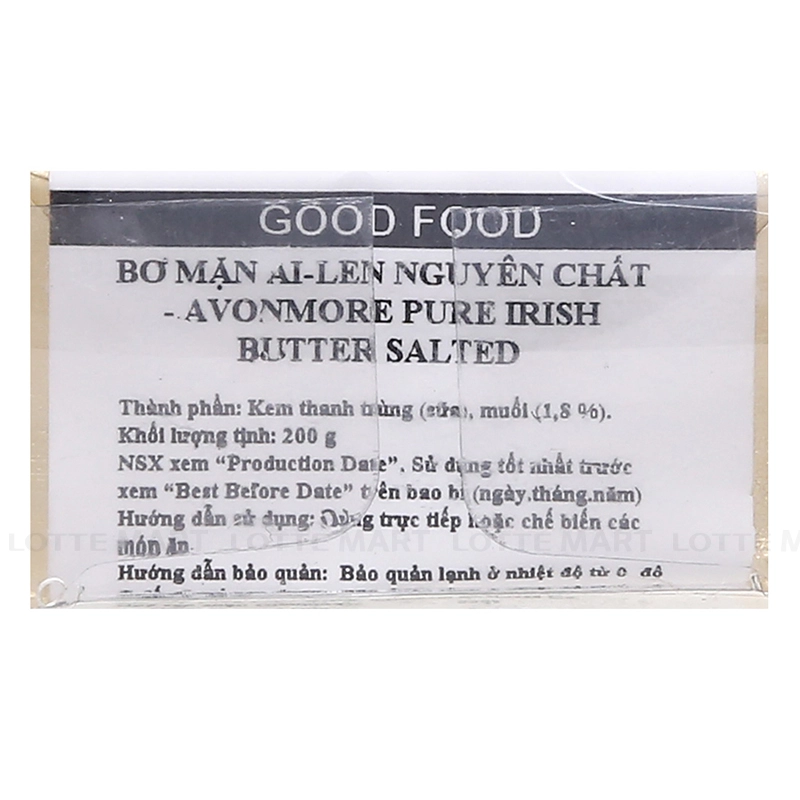 GOOD FOOD
BƠ MẶN AI-LEN NGUYÊN CHẤT
- AVONMORE PURE IRISH
BUTTER SALTED
Thành phần: Kem thanh trùng (sữa), muối (1,8 %).
Khối lượng tịnh: 200 g
NSX xem "Production Date". Sử dụng tốt nhất trước
xem "Best Before Date" trên bao bì (ngày.tháng.năm)
Hướng dẫn sử dụng: Dùng trực tiếp hoặc chế biến các
món ăn.
LOTTE MART LOTTE MART LOTTE MART LOTTE M
Hướng dẫn bảo quản: Bảo quản lạnh ở nhiệt độ từ 0 độ